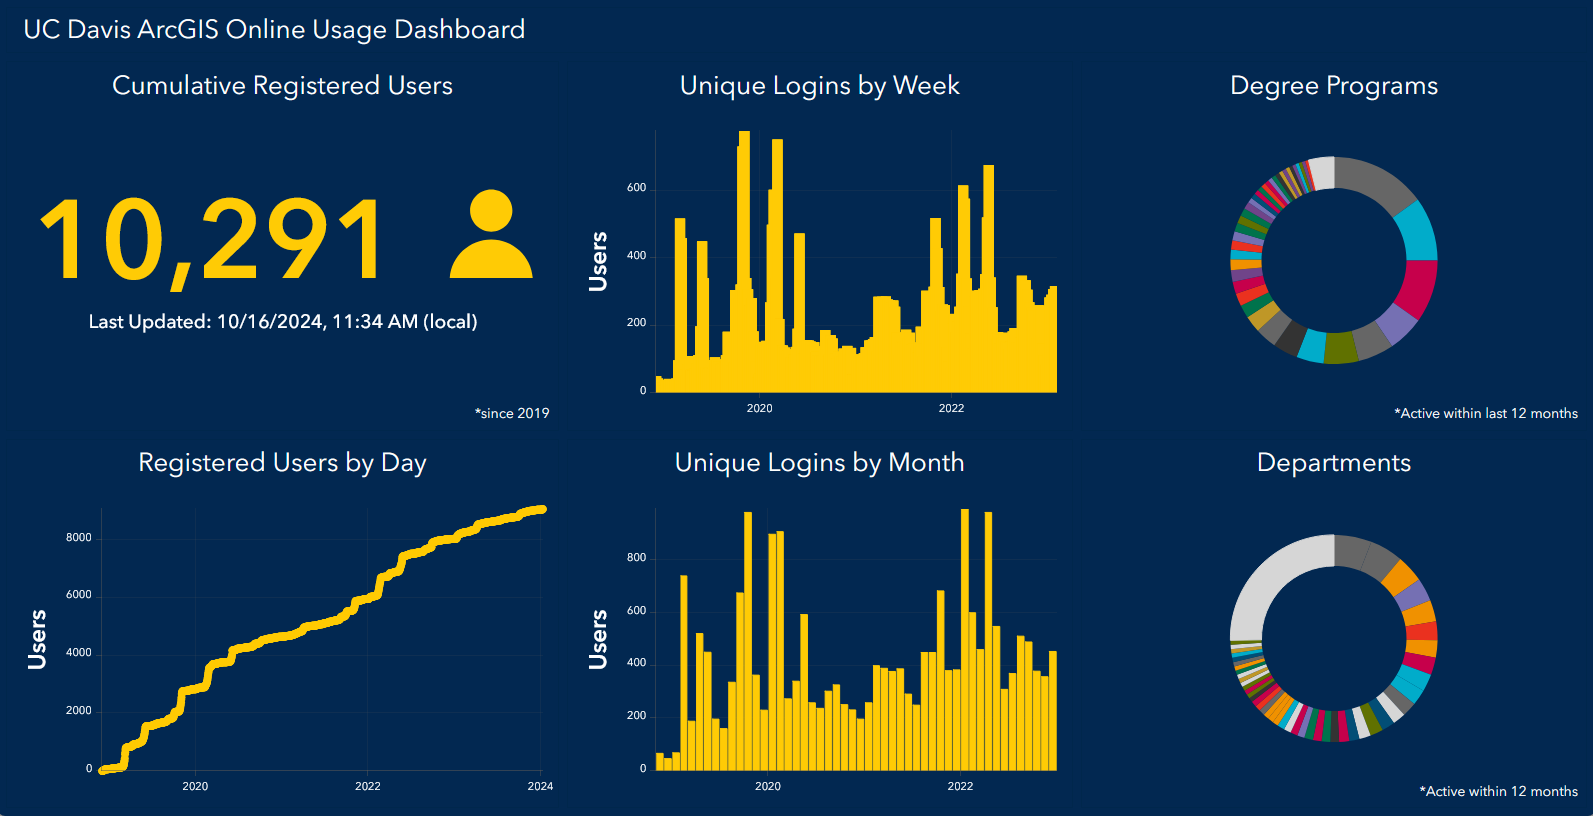 UC Davis ArcGIS Online Usage Dashboard
Cumulative Registered Users
10,291
Last Updated: 10/16/2024, 11:34 AM (local)
*since 2019
Unique Logins by Week
Users
600
400
200
0
2020
2022
Degree Programs
*Active within last 12 months
Registered Users by Day
Users
8000
6000
4000
2000
0
2020
2022
2024
Unique Logins by Month
Users
800
600
400
200
0
2020
2022
Departments
*Active within 12 months